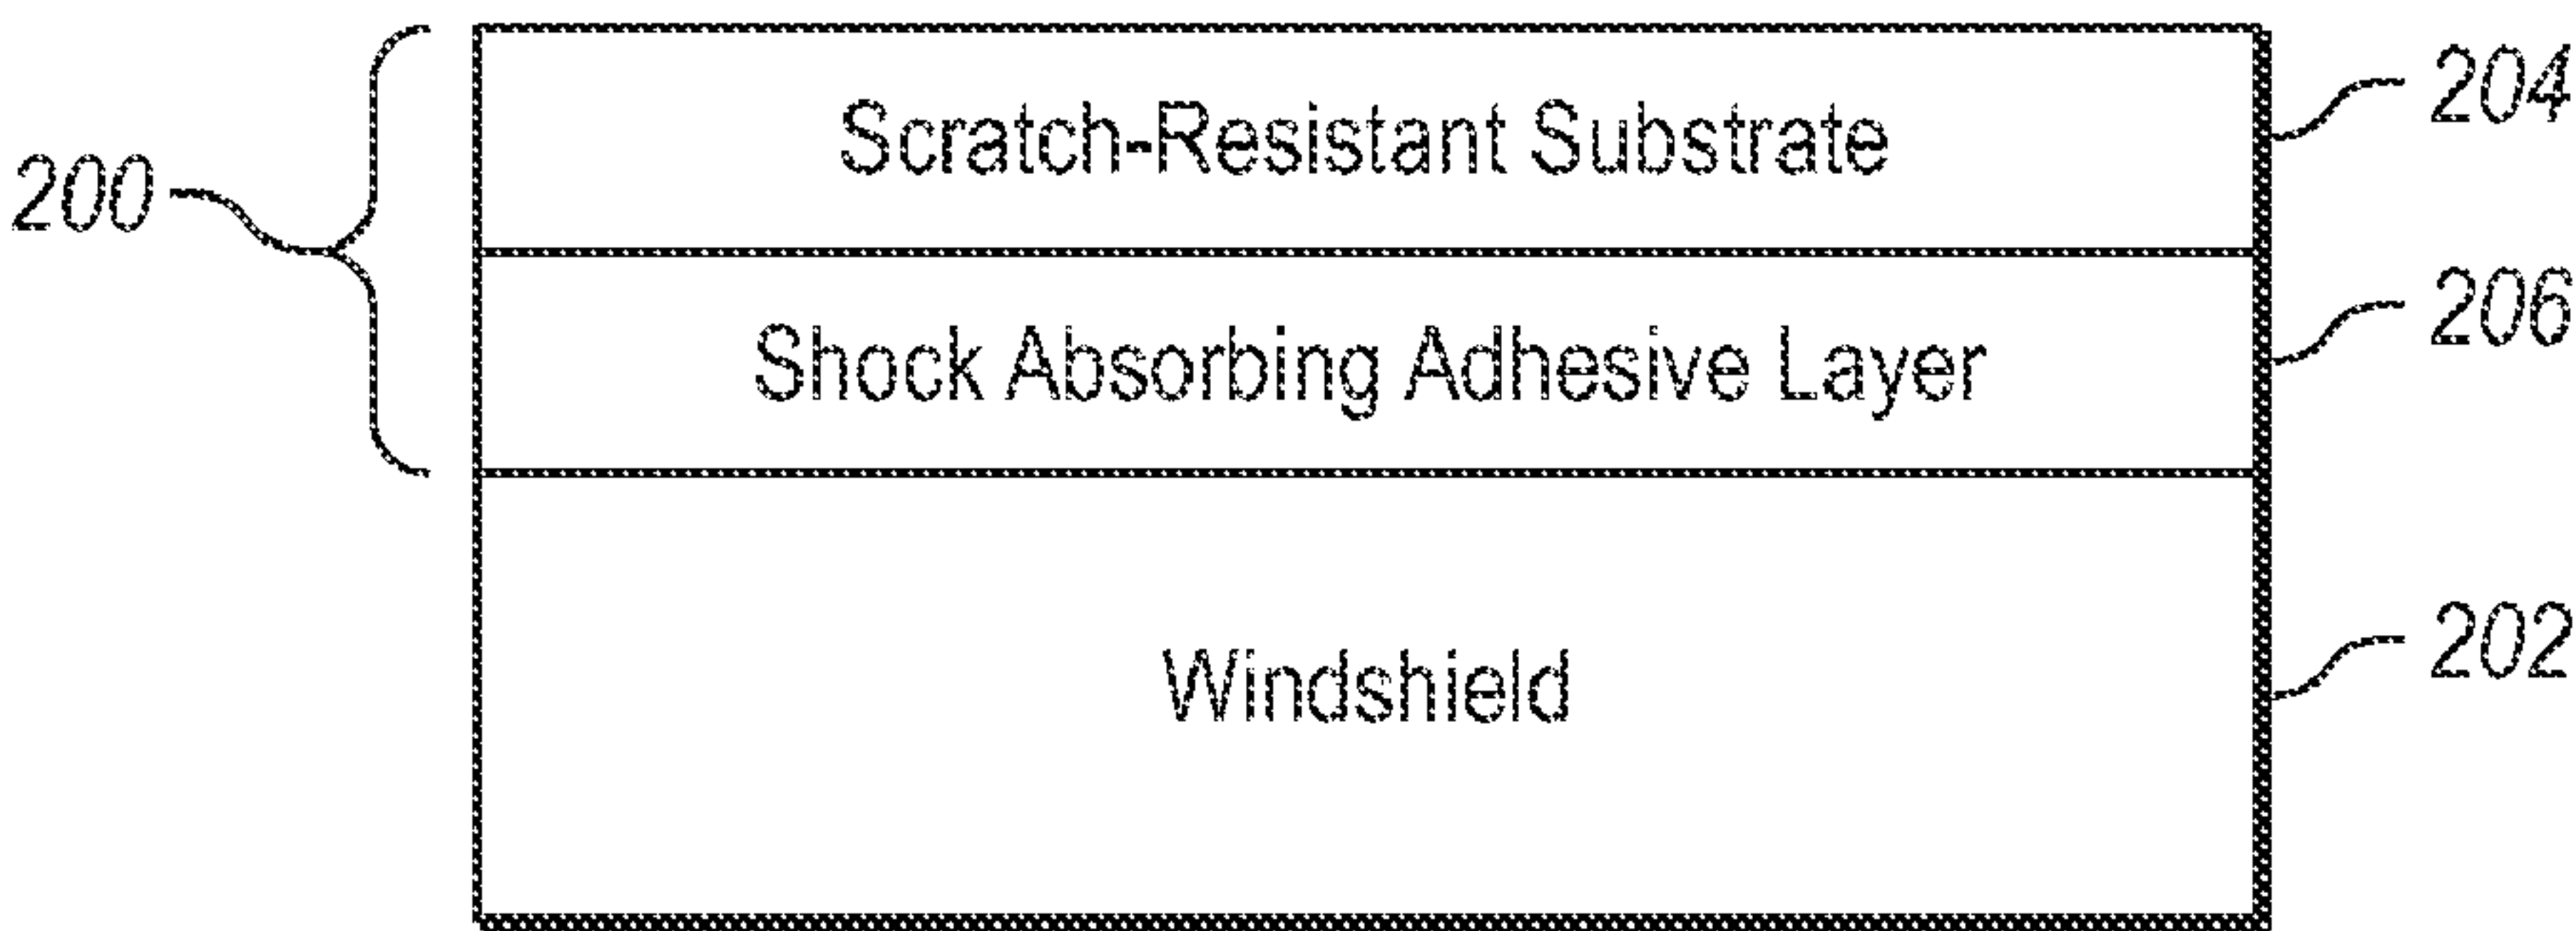 204
Scratch-Resistant Substrate
200
206
Shock Absorbing Adhesive Layer
202
Windshield